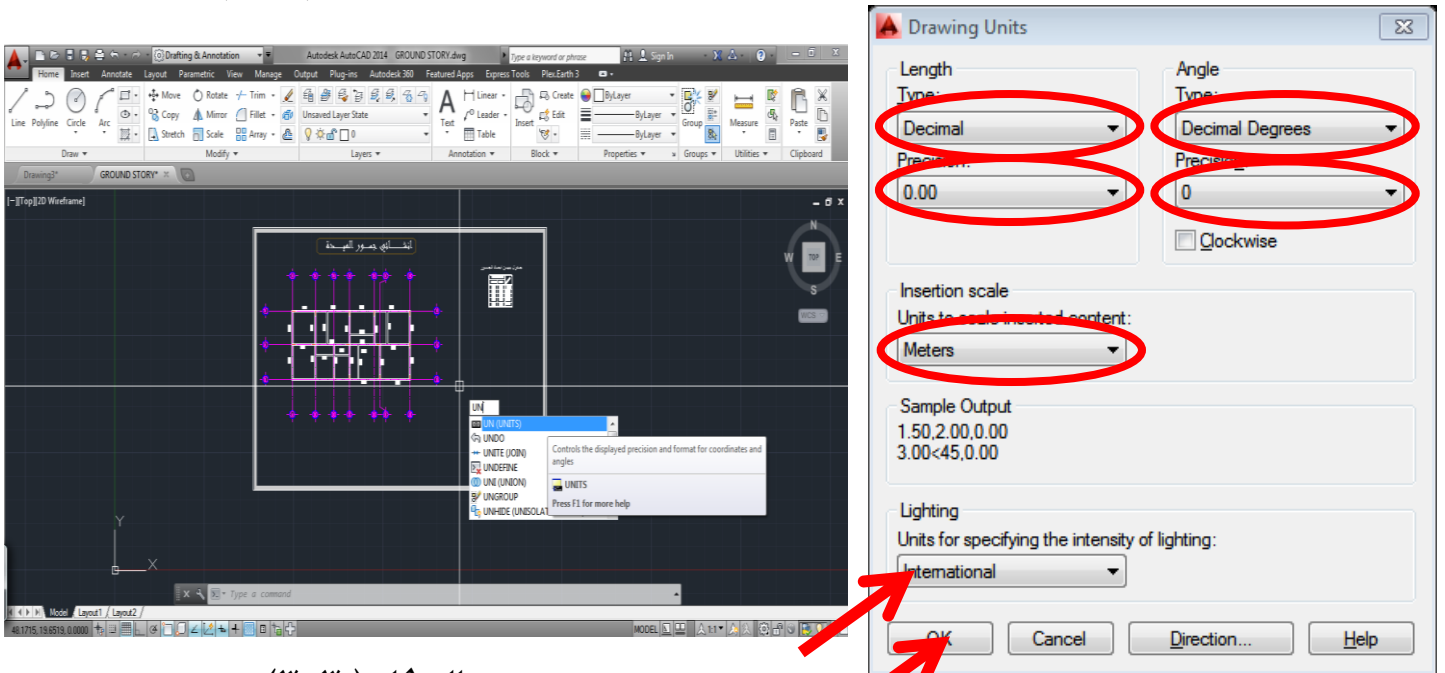 Drafting & Annotation
Autodesk AutoCAD 2014 GROUND STORY.dwg
Type a keyword or phrase
Sign In
Home Insert Annotate Layout Parametric View Manage Output Plug-ins Autodesk 360 Featured Apps Express Tools Plex.Earth 3
Line Polyline Circle Arc
Move Rotate Trim
Copy Mirror Fillet
Stretch Scale Array
Unsaved Layer State
0
Text
Linear
Leader
Table
Insert
Create
Edit
ByLayer
ByLayer
ByLayer
Group
Measure
Paste
Draw Modify Layers Annotation Block Properties Groups Utilities Clipboard
Drawing3* GROUND STORY*
[-][Top][2D Wireframe]
N
W TOP E
S
WCS
UN
UN (UNITS)
UNDO
UNITE (JOIN)
UNDEFINE
UNI (UNION)
UNGROUP
UNHIDE (UNISOLAT
Controls the displayed precision and format for coordinates and angles
UNITS
Press F1 for more help
Y
X
Type a command
Model Layout1 Layout2
48.1715, 19.6519, 0.0000
MODEL
1:1
Drawing Units
Length
Type:
Decimal
Precision:
0.00
Angle
Type:
Decimal Degrees
Precision
0
Clockwise
Insertion scale
Units to scale inserted content:
Meters
Sample Output
1.50,2.00,0.00
3.00<45,0.00
Lighting
Units for specifying the intensity of lighting:
International
OK Cancel Direction... Help